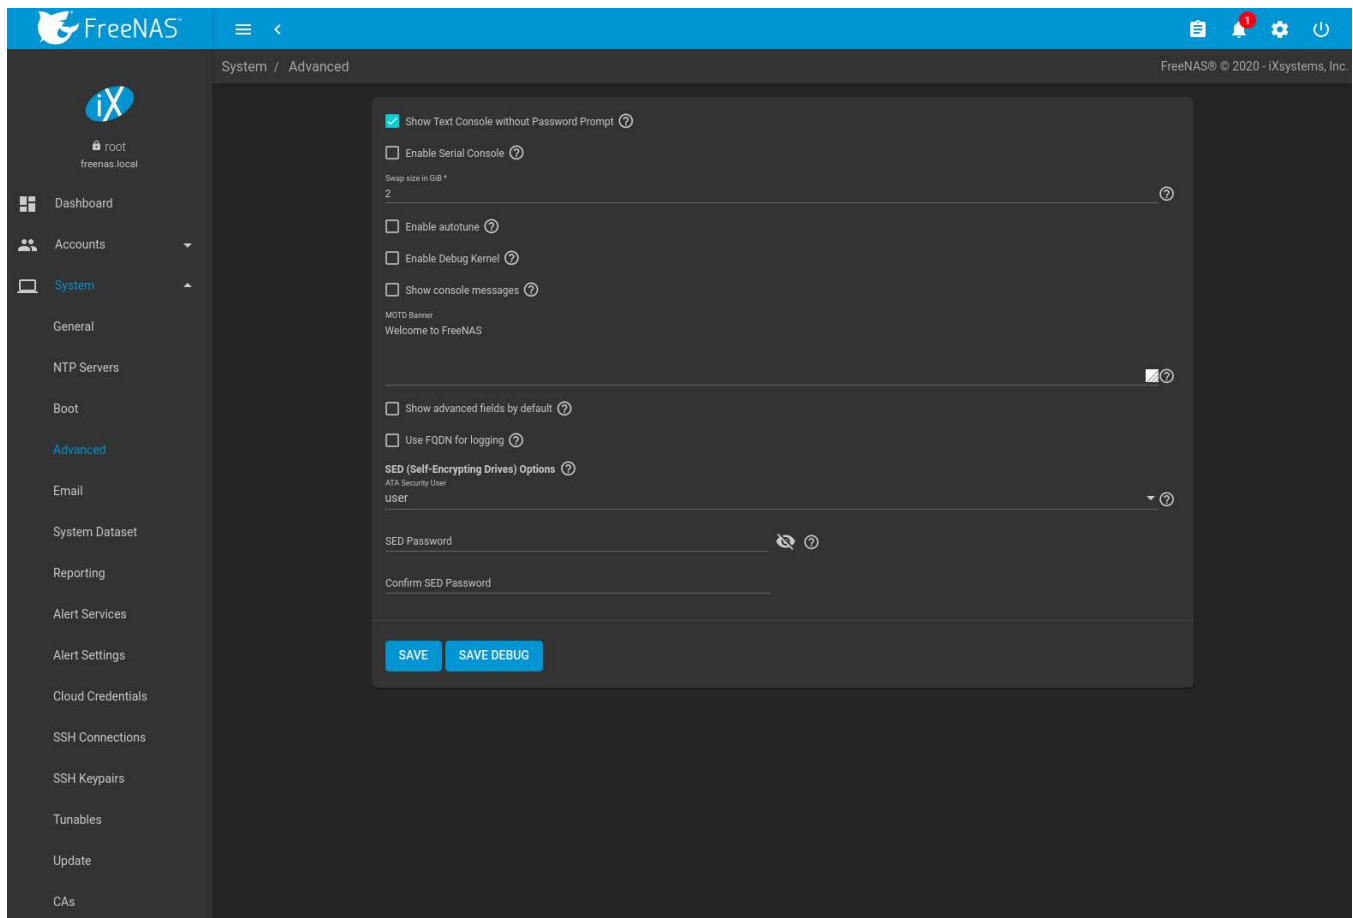 FreeNAS™
1
System / Advanced
FreeNAS® © 2020 - iXsystems, Inc.
iX
root
freenas.local
Dashboard
Accounts
System
General
NTP Servers
Boot
Advanced
Email
System Dataset
Reporting
Alert Services
Alert Settings
Cloud Credentials
SSH Connections
SSH Keypairs
Tunables
Update
CAs
Show Text Console without Password Prompt
Enable Serial Console
Swap size in GiB *
2
Enable autotune
Enable Debug Kernel
Show console messages
MOTD Banner
Welcome to FreeNAS
Show advanced fields by default
Use FQDN for logging
SED (Self-Encrypting Drives) Options
ATA Security User
user
SED Password
Confirm SED Password
SAVE SAVE DEBUG